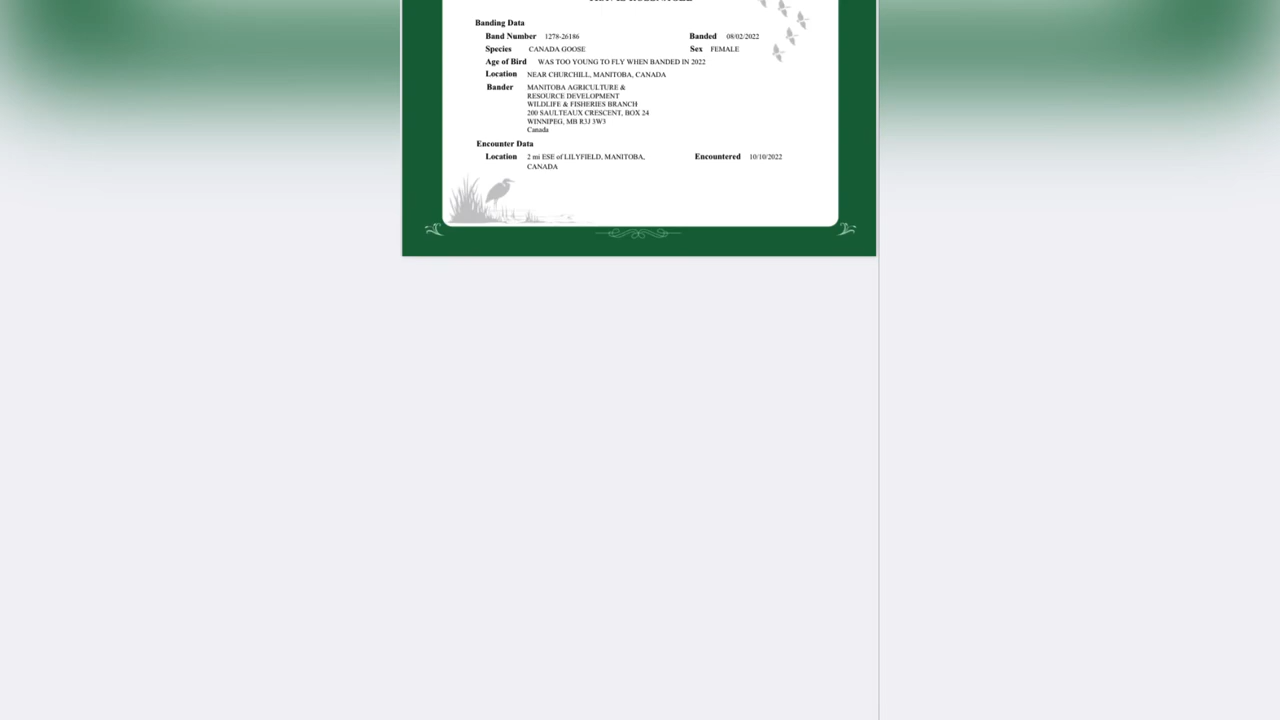 Banding Data
Band Number 1278-26186 Banded 08/02/2022
Species CANADA GOOSE Sex FEMALE
Age of Bird WAS TOO YOUNG TO FLY WHEN BANDED IN 2022
Location NEAR CHURCHILL, MANITOBA, CANADA
Bander MANITOBA AGRICULTURE &
RESOURCE DEVELOPMENT
WILDLIFE & FISHERIES BRANCH
200 SAULTEAUX CRESCENT, BOX 24
WINNIPEG, MB R3J 3W3
Canada
Encounter Data
Location 2 mi ESE of LILYFIELD, MANITOBA, Encountered 10/10/2022
CANADA